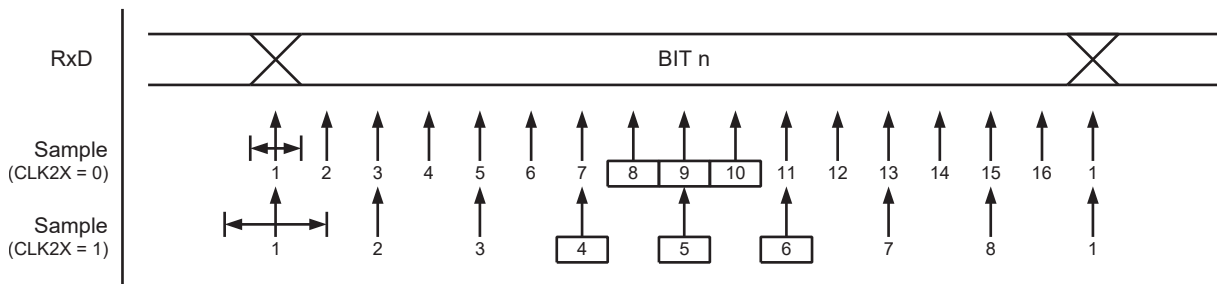 RxD BIT n
Sample
(CLK2X = 0)
1 2 3 4 5 6 7 8 9 10 11 12 13 14 15 16 1
Sample
(CLK2X = 1)
1 2 3 4 5 6 7 8 1